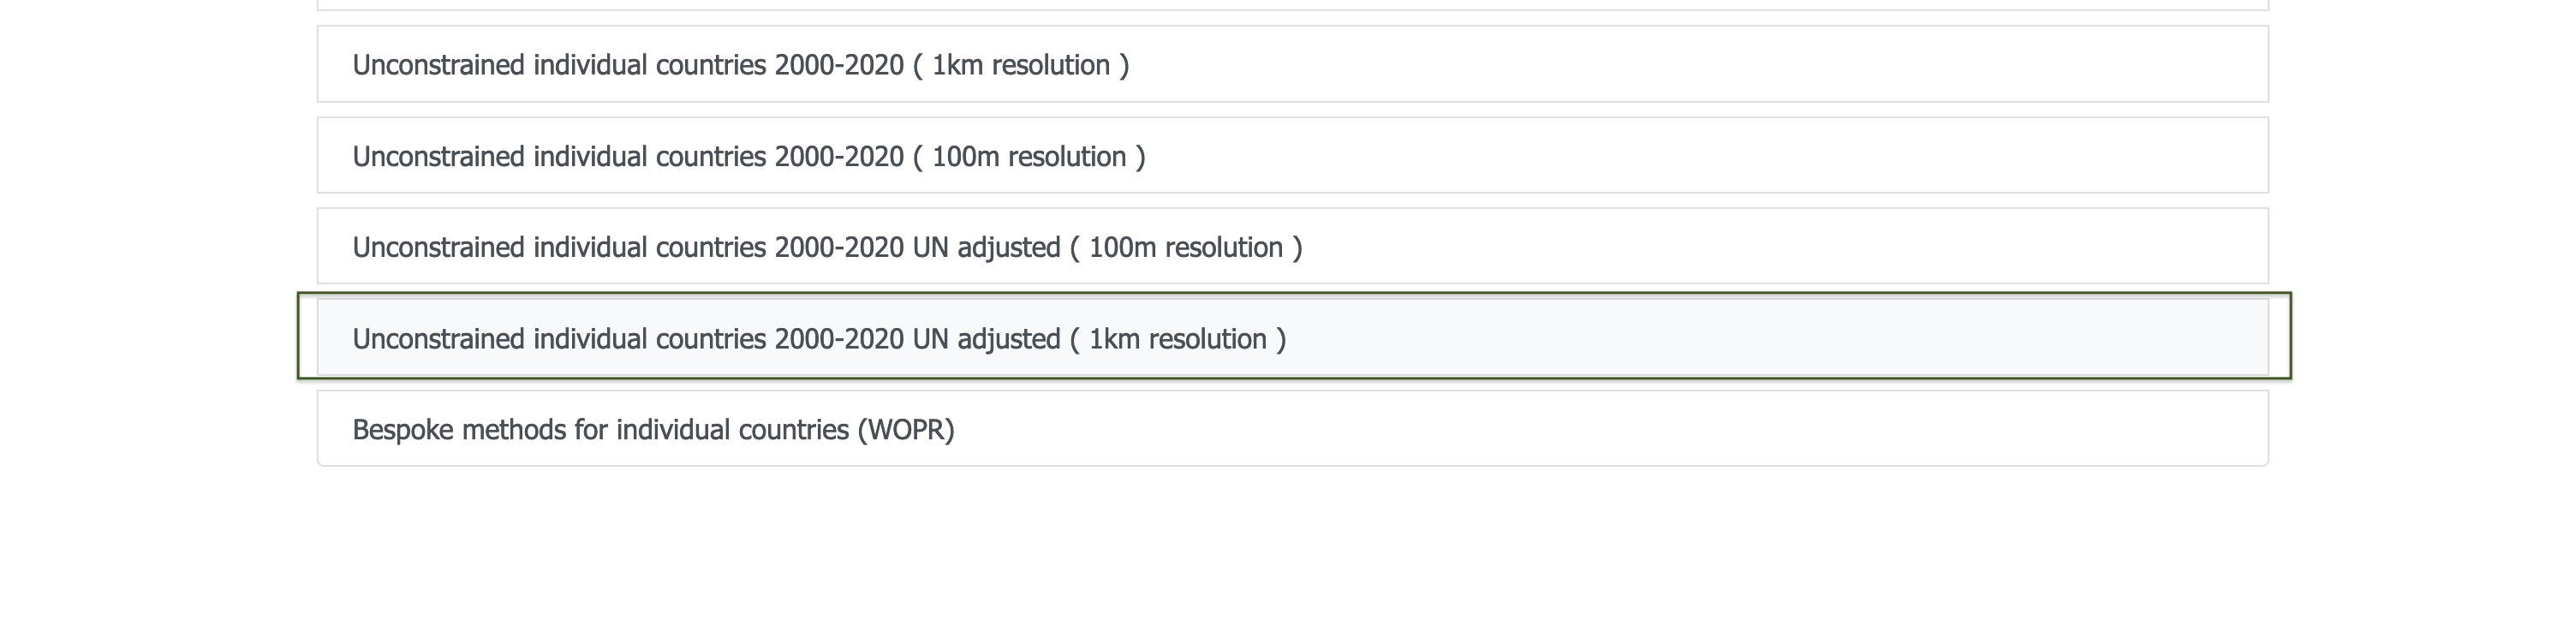 Unconstrained individual countries 2000-2020 ( 1km resolution )
Unconstrained individual countries 2000-2020 ( 100m resolution )
Unconstrained individual countries 2000-2020 UN adjusted ( 100m resolution )
Unconstrained individual countries 2000-2020 UN adjusted ( 1km resolution )
Bespoke methods for individual countries (WOPR)